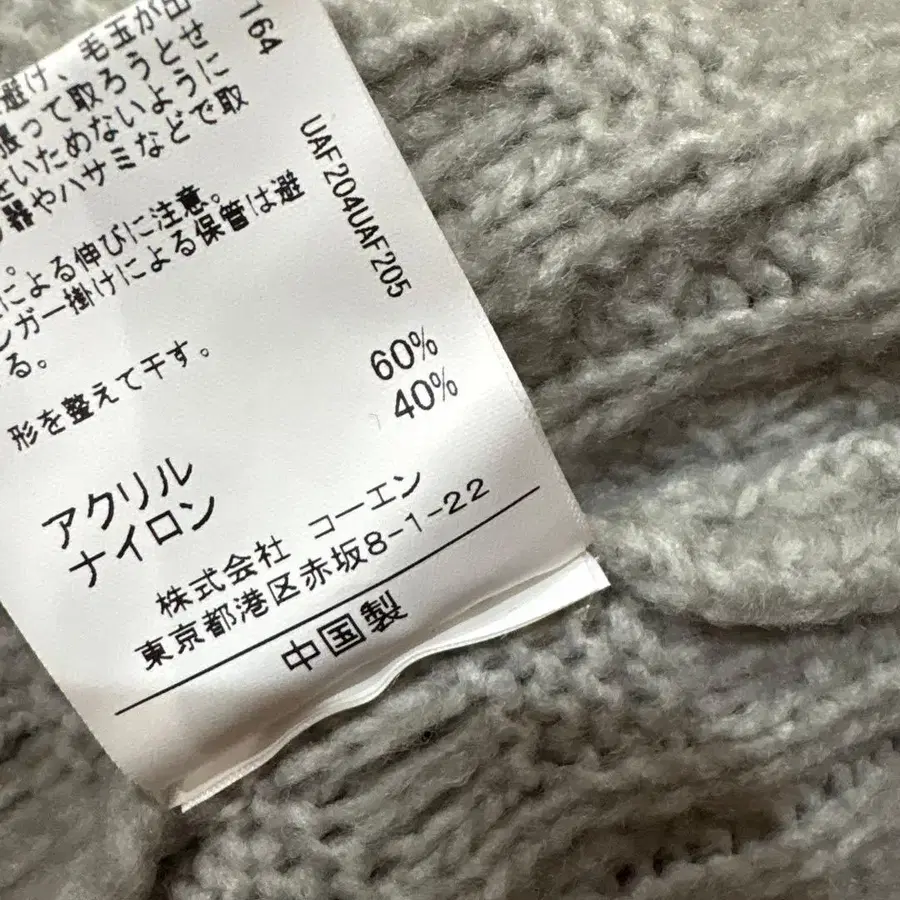 164
避け、毛玉が出
張って取ろうとせ
をいためないように
器やハサミなどで取
。
による伸びに注意。
ンガー掛けによる保管は避
る。
形を整えて干す。
UAF204UAF205
アクリル 60%
ナイロン 40%
株式会社 コーエン
東京都港区赤坂8-1-22
中国製